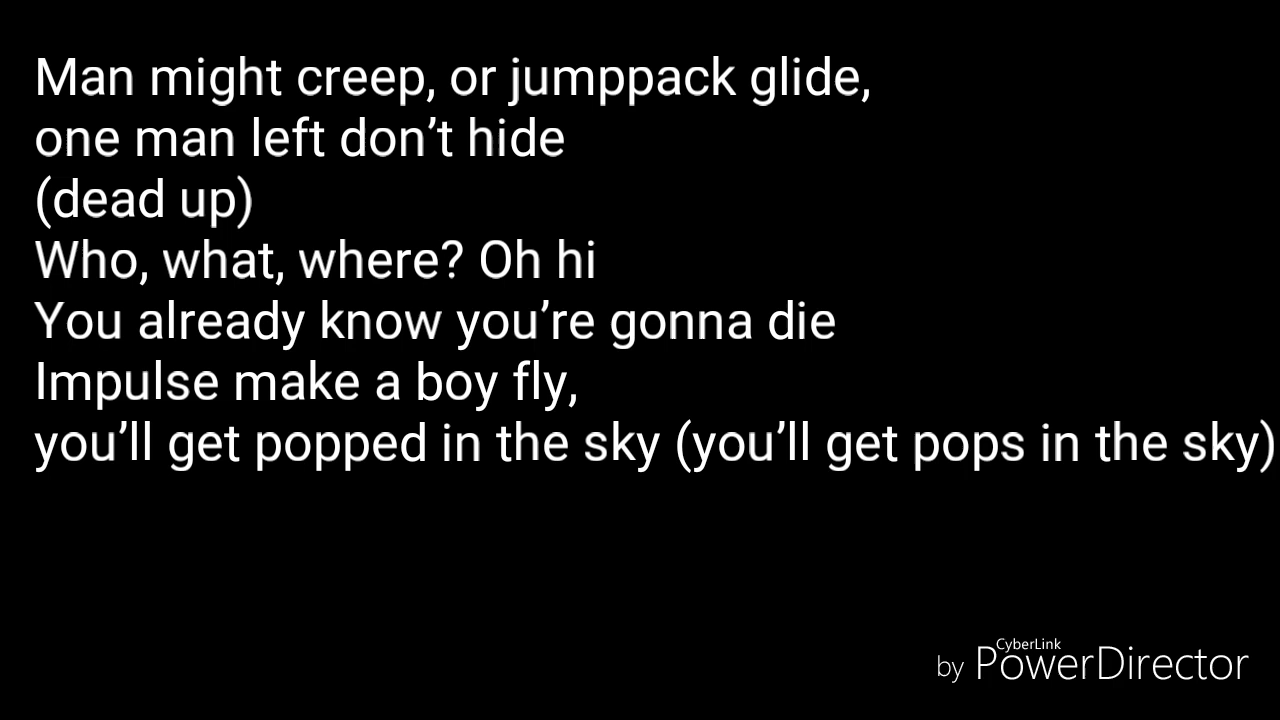 Man might creep, or jumppack glide,
one man left don’t hide
(dead up)
Who, what, where? Oh hi
You already know you’re gonna die
Impulse make a boy fly,
you’ll get popped in the sky (you’ll get pops in the sky)
CyberLink
by PowerDirector